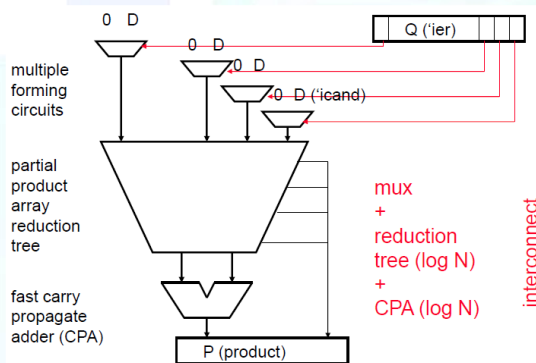 0 D
Q ('ier)
0 D
0 D
0 D ('icand)
multiple
forming
circuits
partial
product
array
reduction
tree
mux
+
reduction
tree (log N)
+
CPA (log N)
interconnect
fast carry
propagate
adder (CPA)
P (product)